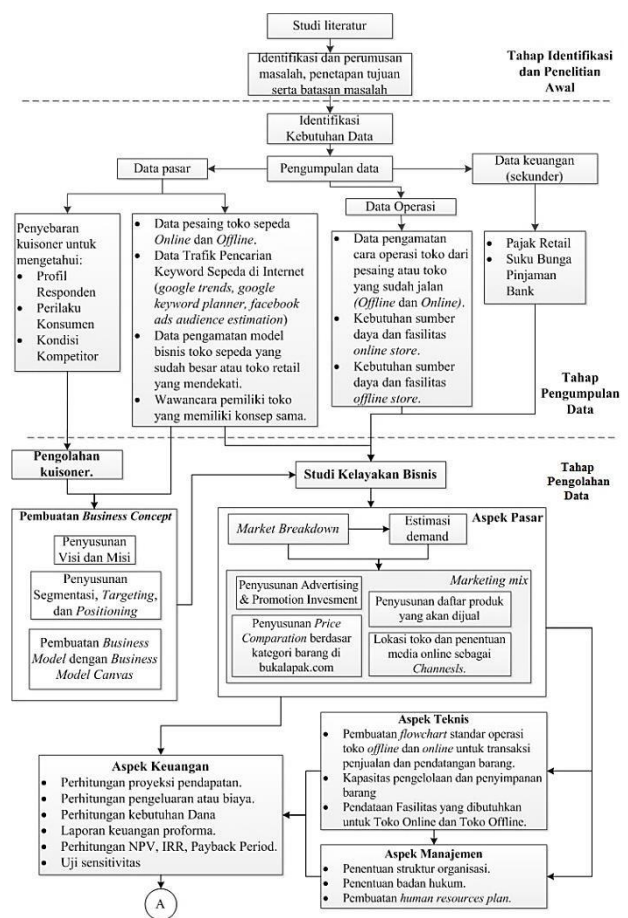 Studi literatur
Identifikasi dan perumusan
masalah, penetapan tujuan
serta batasan masalah
Tahap Identifikasi
dan Penelitian
Awal
Identifikasi
Kebutuhan Data
Data pasar
Pengumpulan data
Data keuangan
(sekunder)
Data Operasi
Penyebaran
kuisoner untuk
mengetahui:
• Profil
Responden
• Perilaku
Konsumen
• Kondisi
Kompetitor
• Data pesaing toko sepeda
Online dan Offline.
• Data Trafik Pencarian
Keyword Sepeda di Internet
(google trends, google
keyword planner, facebook
ads audience estimation)
• Data pengamatan model
bisnis toko sepeda yang
sudah besar atau toko retail
yang mendekati.
• Wawancara pemiliki toko
yang memiliki konsep sama.
• Data pengamatan
cara operasi toko dari
pesaing atau toko
yang sudah jalan
(Offline dan Online).
• Kebutuhan sumber
daya dan fasilitas
online store.
• Kebutuhan sumber
daya dan fasilitas
offline store.
• Pajak Retail
• Suku Bunga
Pinjaman
Bank
Tahap
Pengumpulan
Data
Pengolahan
kuisoner.
Studi Kelayakan Bisnis
Tahap
Pengolahan
Data
Pembuatan Business Concept
Penyusunan
Visi dan Misi
Penyusunan
Segmentasi, Targeting,
dan Positioning
Pembuatan Business
Model dengan Business
Model Canvas
Aspek Pasar
Market Breakdown
Estimasi
demand
Marketing mix
Penyusunan Advertising
& Promotion Invesment
Penyusunan daftar produk
yang akan dijual
Penyusunan Price
Comparation berdasar
kategori barang di
bukalapak.com
Lokasi toko dan penentuan
media online sebagai
Channesls.
Aspek Teknis
• Pembuatan flowchart standar operasi
toko offline dan online untuk transaksi
penjualan dan pendatangan barang.
• Kapasitas pengelolaan dan penyimpanan
barang
• Pendataan Fasilitas yang dibutuhkan
untuk Toko Online dan Toko Offline.
Aspek Keuangan
• Perhitungan proyeksi pendapatan.
• Perhitungan pengeluaran atau biaya.
• Perhitungan kebutuhan Dana
• Laporan keuangan proforma.
• Perhitungan NPV, IRR, Payback Period.
• Uji sensitivitas
Aspek Manajemen
• Penentuan struktur organisasi.
• Penentuan badan hukum.
• Pembuatan human resources plan.
A